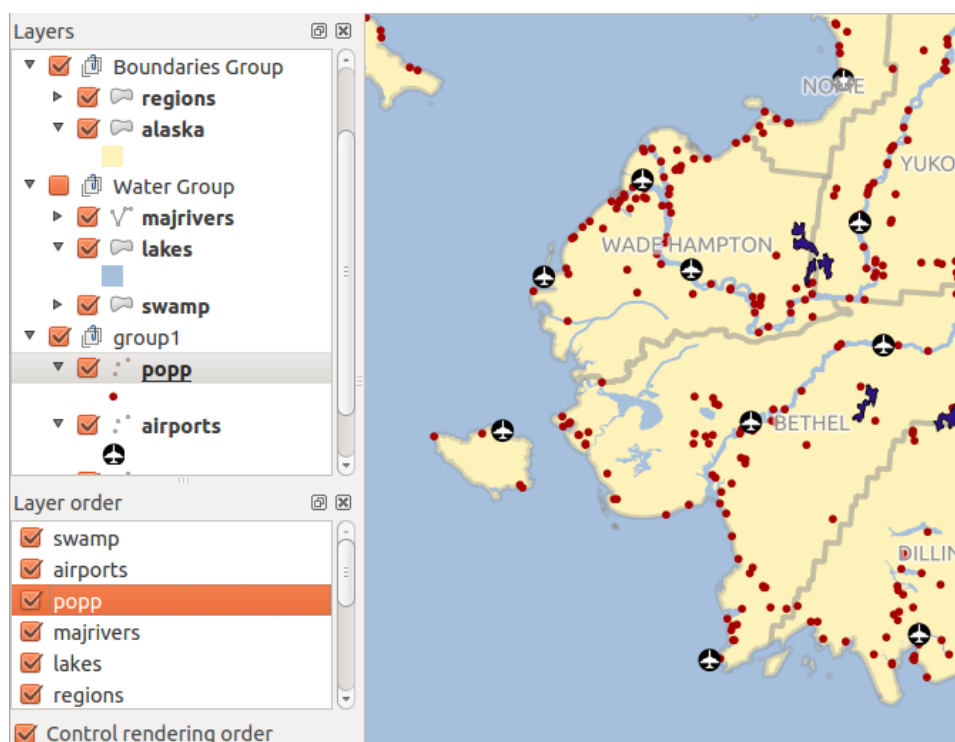 Layers
Boundaries Group
regions
alaska
Water Group
majrivers
lakes
swamp
group1
popp
airports
Layer order
swamp
airports
popp
majrivers
lakes
regions
Control rendering order
NOME
YUKO
WADE HAMPTON
BETHEL
DILLIN